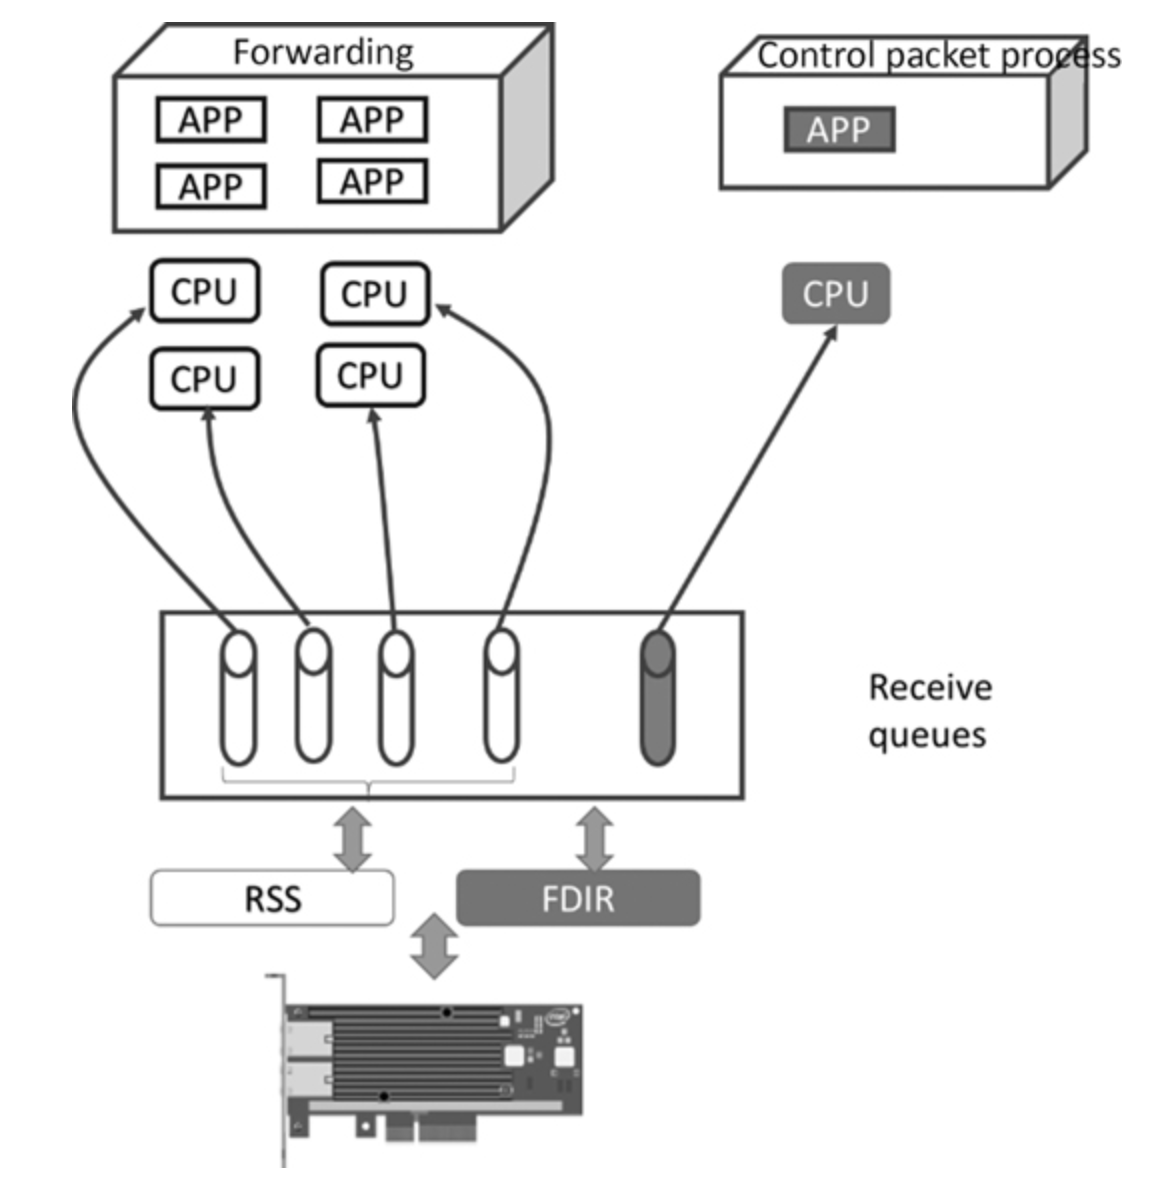 Forwarding
Control packet process
APP
APP
APP
APP
APP
CPU
CPU
CPU
CPU
CPU
Receive
queues
RSS
FDIR